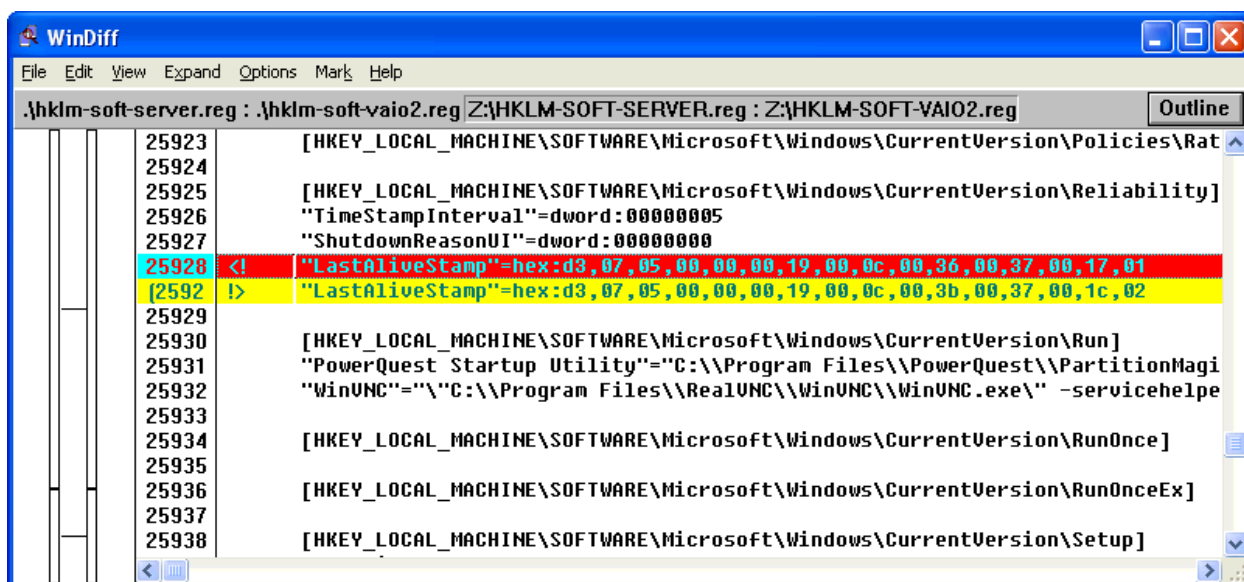 WinDiff
File Edit View Expand Options Mark Help
.\hklm-soft-server.reg : .\hklm-soft-vaio2.reg Z:\HKLM-SOFT-SERVER.reg : Z:\HKLM-SOFT-VAIO2.reg Outline
25923 [HKEY_LOCAL_MACHINE\SOFTWARE\Microsoft\Windows\CurrentVersion\Policies\Rat
25924
25925 [HKEY_LOCAL_MACHINE\SOFTWARE\Microsoft\Windows\CurrentVersion\Reliability]
25926 "TimeStampInterval"=dword:00000005
25927 "ShutdownReasonUI"=dword:00000000
25928 <! "LastAliveStamp"=hex:d3,07,05,00,00,00,19,00,0c,00,36,00,37,00,17,01
(2592 !> "LastAliveStamp"=hex:d3,07,05,00,00,00,19,00,0c,00,3b,00,37,00,1c,02
25929
25930 [HKEY_LOCAL_MACHINE\SOFTWARE\Microsoft\Windows\CurrentVersion\Run]
25931 "PowerQuest Startup Utility"="C:\\Program Files\\PowerQuest\\PartitionMagi
25932 "WinVNC"="\"C:\\Program Files\\RealVNC\\WinVNC\\WinVNC.exe\" -servicehelpe
25933
25934 [HKEY_LOCAL_MACHINE\SOFTWARE\Microsoft\Windows\CurrentVersion\RunOnce]
25935
25936 [HKEY_LOCAL_MACHINE\SOFTWARE\Microsoft\Windows\CurrentVersion\RunOnceEx]
25937
25938 [HKEY_LOCAL_MACHINE\SOFTWARE\Microsoft\Windows\CurrentVersion\Setup]